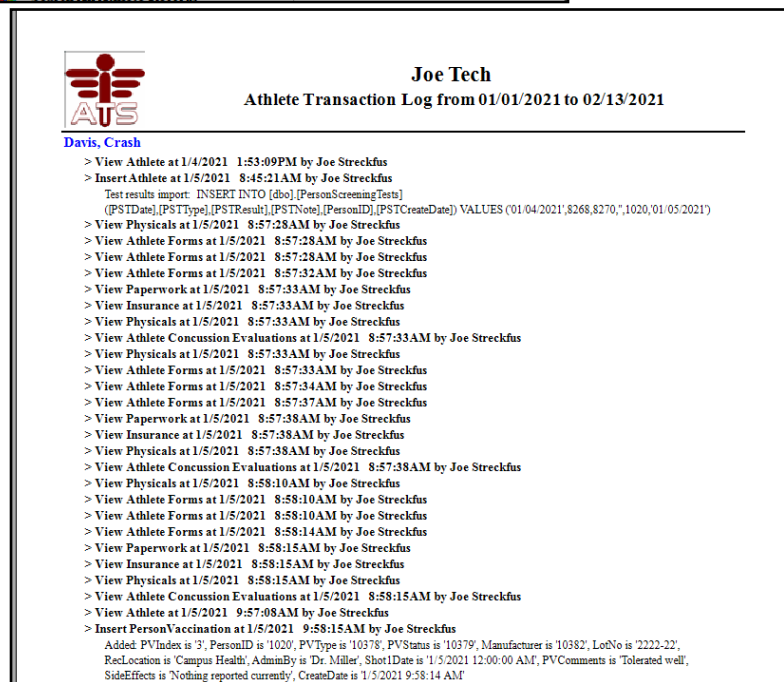 ATS
Joe Tech
Athlete Transaction Log from 01/01/2021 to 02/13/2021
Davis, Crash
> View Athlete at 1/4/2021 1:53:09PM by Joe Streckfus
> Insert Athlete at 1/5/2021 8:45:21AM by Joe Streckfus
Test results import: INSERT INTO [dbo].[PersonScreeningTests]
([PSTDate],[PSTType],[PSTResult],[PSTNote],[PersonID],[PSTCreateDate]) VALUES ('01/04/2021',8268,8270,'',1020,'01/05/2021')
> View Physicals at 1/5/2021 8:57:28AM by Joe Streckfus
> View Athlete Forms at 1/5/2021 8:57:28AM by Joe Streckfus
> View Athlete Forms at 1/5/2021 8:57:28AM by Joe Streckfus
> View Athlete Forms at 1/5/2021 8:57:32AM by Joe Streckfus
> View Paperwork at 1/5/2021 8:57:33AM by Joe Streckfus
> View Insurance at 1/5/2021 8:57:33AM by Joe Streckfus
> View Physicals at 1/5/2021 8:57:33AM by Joe Streckfus
> View Athlete Concussion Evaluations at 1/5/2021 8:57:33AM by Joe Streckfus
> View Physicals at 1/5/2021 8:57:33AM by Joe Streckfus
> View Athlete Forms at 1/5/2021 8:57:33AM by Joe Streckfus
> View Athlete Forms at 1/5/2021 8:57:34AM by Joe Streckfus
> View Athlete Forms at 1/5/2021 8:57:37AM by Joe Streckfus
> View Paperwork at 1/5/2021 8:57:38AM by Joe Streckfus
> View Insurance at 1/5/2021 8:57:38AM by Joe Streckfus
> View Physicals at 1/5/2021 8:57:38AM by Joe Streckfus
> View Athlete Concussion Evaluations at 1/5/2021 8:57:38AM by Joe Streckfus
> View Physicals at 1/5/2021 8:58:10AM by Joe Streckfus
> View Athlete Forms at 1/5/2021 8:58:10AM by Joe Streckfus
> View Athlete Forms at 1/5/2021 8:58:10AM by Joe Streckfus
> View Athlete Forms at 1/5/2021 8:58:14AM by Joe Streckfus
> View Paperwork at 1/5/2021 8:58:15AM by Joe Streckfus
> View Insurance at 1/5/2021 8:58:15AM by Joe Streckfus
> View Physicals at 1/5/2021 8:58:15AM by Joe Streckfus
> View Athlete Concussion Evaluations at 1/5/2021 8:58:15AM by Joe Streckfus
> View Athlete at 1/5/2021 9:57:08AM by Joe Streckfus
> Insert PersonVaccination at 1/5/2021 9:58:15AM by Joe Streckfus
Added: PVIndex is '3', PersonID is '1020', PVType is '10378', PVStatus is '10379', Manufacturer is '10382', LotNo is '2222-22',
RecLocation is 'Campus Health', AdminBy is 'Dr. Miller', Shot1Date is '1/5/2021 12:00:00 AM', PVComments is 'Tolerated well',
SideEffects is 'Nothing reported currently', CreateDate is '1/5/2021 9:58:14 AM'